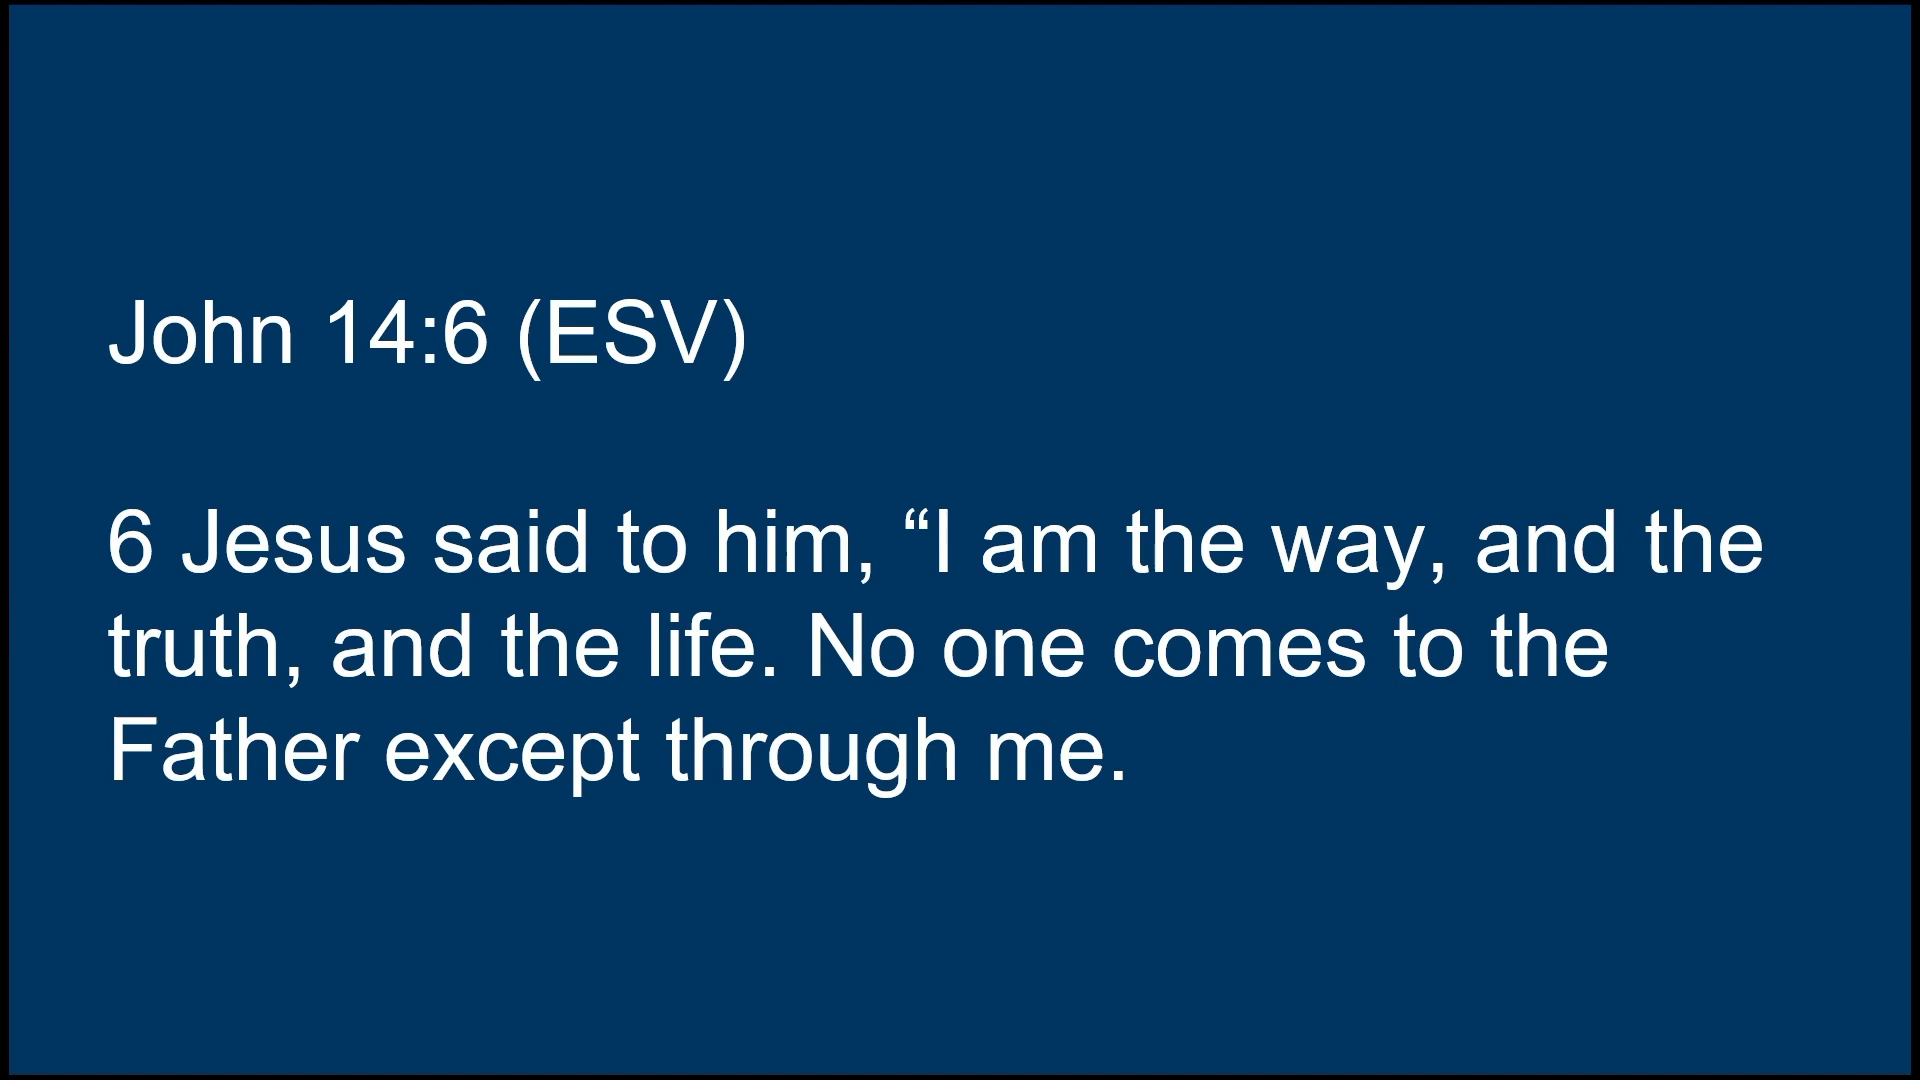 John 14:6 (ESV)
6 Jesus said to him, “I am the way, and the
truth, and the life. No one comes to the
Father except through me.